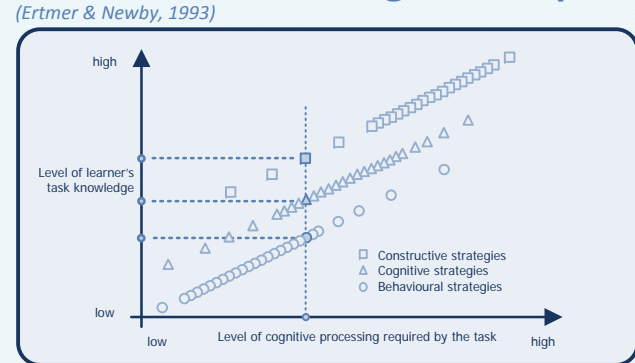 (Ertmer & Newby, 1993)
high
Level of learner's
task knowledge
Constructive strategies
Cognitive strategies
Behavioural strategies
low
low
Level of cognitive processing required by the task
high